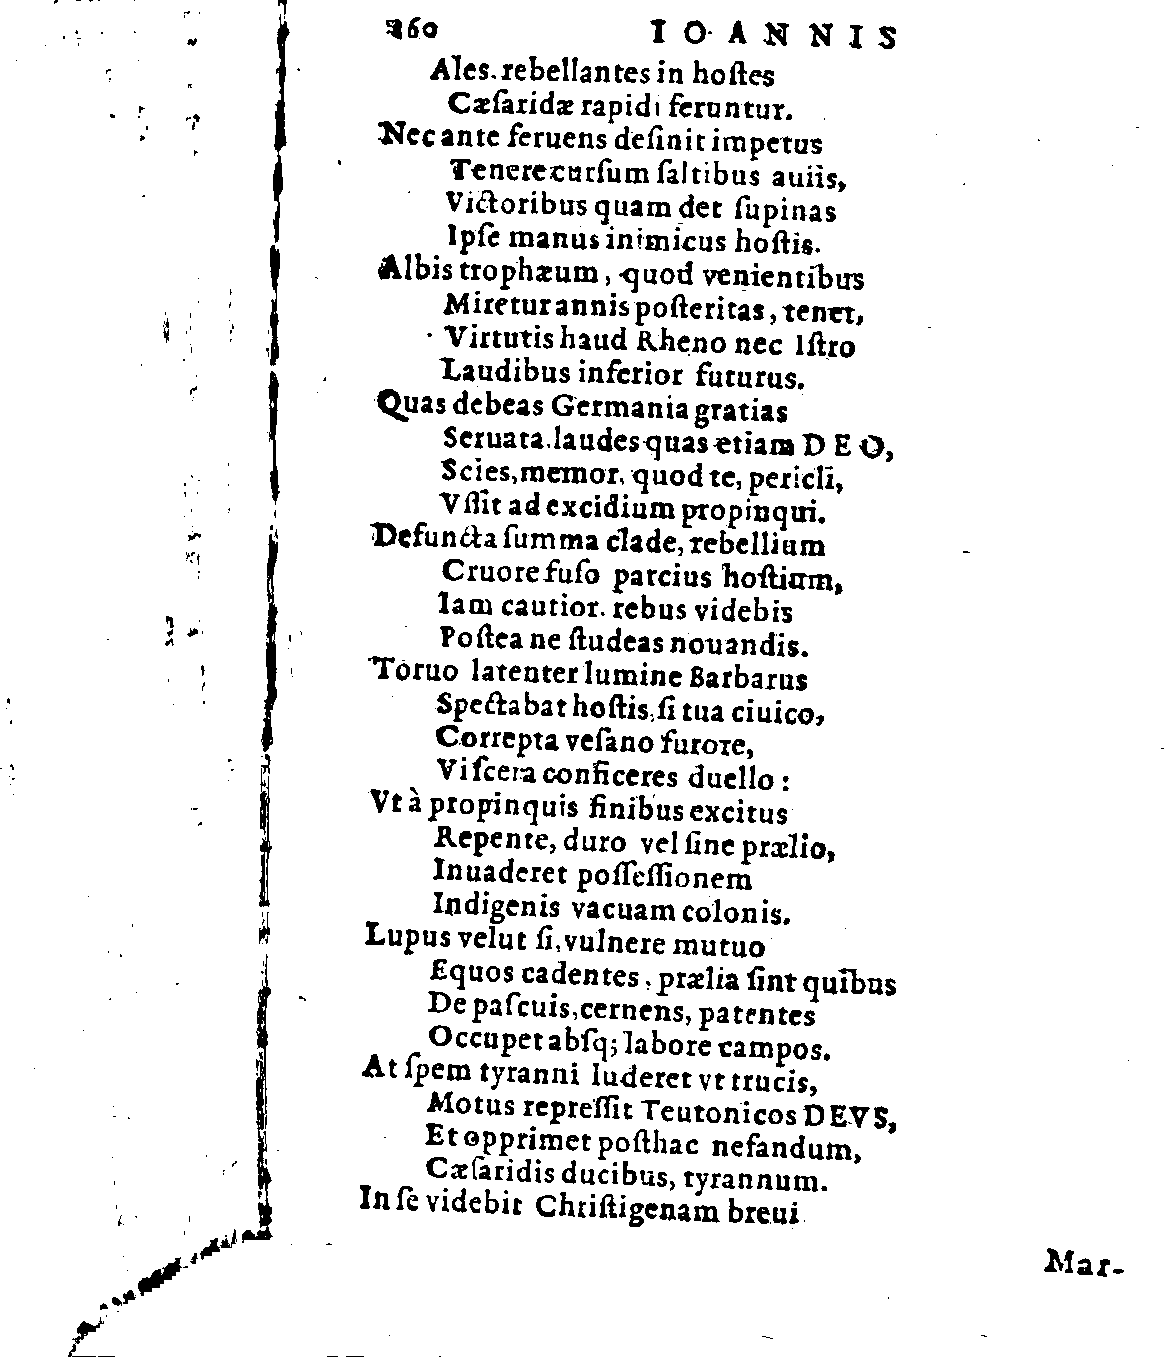 260 IOANNIS
Ales. rebellantes in hoſtes
Cæſaridæ rapidi feruntur.
Nec ante feruens deſinit impetus
Tenere curſum ſaltibus auiis,
Victoribus quam det ſupinas
Ipſe manus inimicus hoſtis.
Albis trophæum, quod venientibus
Miretur annis poſteritas, tenet,
Virtutis haud Rheno nec Iſtro
Laudibus inferior futurus.
Quas debeas Germania gratias
Seruata. laudes quas etiam DEO,
Scies, memor, quod te, pericli,
Vſſit ad excidium propinqui.
Defuncta ſumma clade, rebellium
Cruore fuſo parcius hoſtium,
Iam cautior. rebus videbis
Poſtea ne ſtudeas nouandis.
Toruo latenter lumine Barbarus
Spectabat hoſtis, ſi tua ciuico,
Correpta veſano furore,
Viſcera conficeres duello:
Vt à propinquis finibus excitus
Repente, duro vel ſine prælio,
Inuaderet poſſeſſionem
Indigenis vacuam colonis.
Lupus velut ſi, vulnere mutuo
Equos cadentes, prælia ſint quibus
De paſcuis, cernens, patentes
Occupet abſq; labore campos.
At ſpem tyranni luderet vt trucis,
Motus repreſſit Teutonicos DEVS,
Et opprimet poſthac nefandum,
Cæſaridis ducibus, tyrannum.
In ſe videbit Chriſtigenam breui
Mar-